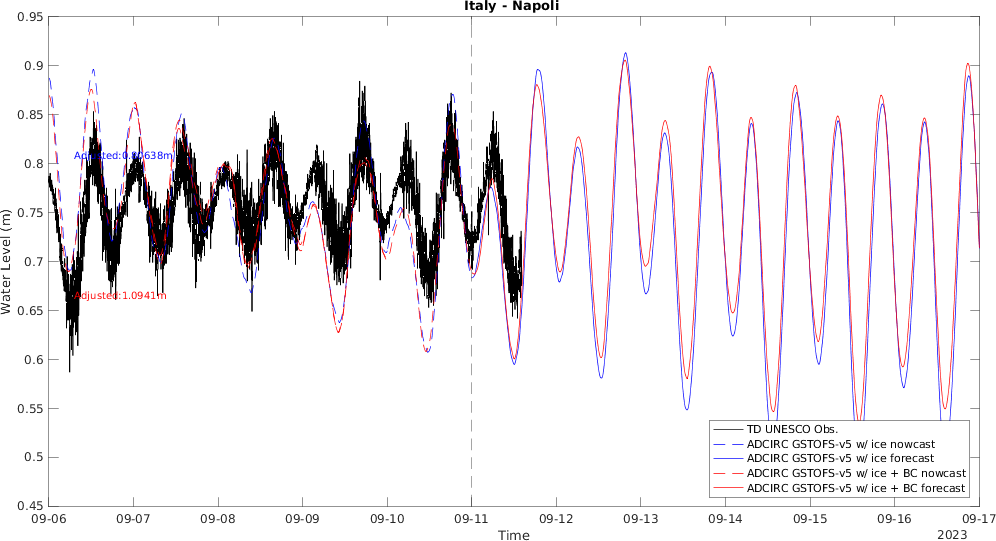 Italy - Napoli
0.95
0.9
0.85
0.8
0.75
0.7
0.65
0.6
0.55
0.5
0.45
Water Level (m)
Adjusted:1.0941m
TD UNESCO Obs.
ADCIRC GSTOFS-v5 w/ ice nowcast
ADCIRC GSTOFS-v5 w/ ice forecast
ADCIRC GSTOFS-v5 w/ ice + BC nowcast
ADCIRC GSTOFS-v5 w/ ice + BC forecast
09-06 09-07 09-08 09-09 09-10 09-11 09-12 09-13 09-14 09-15 09-16 09-17
Time
2023